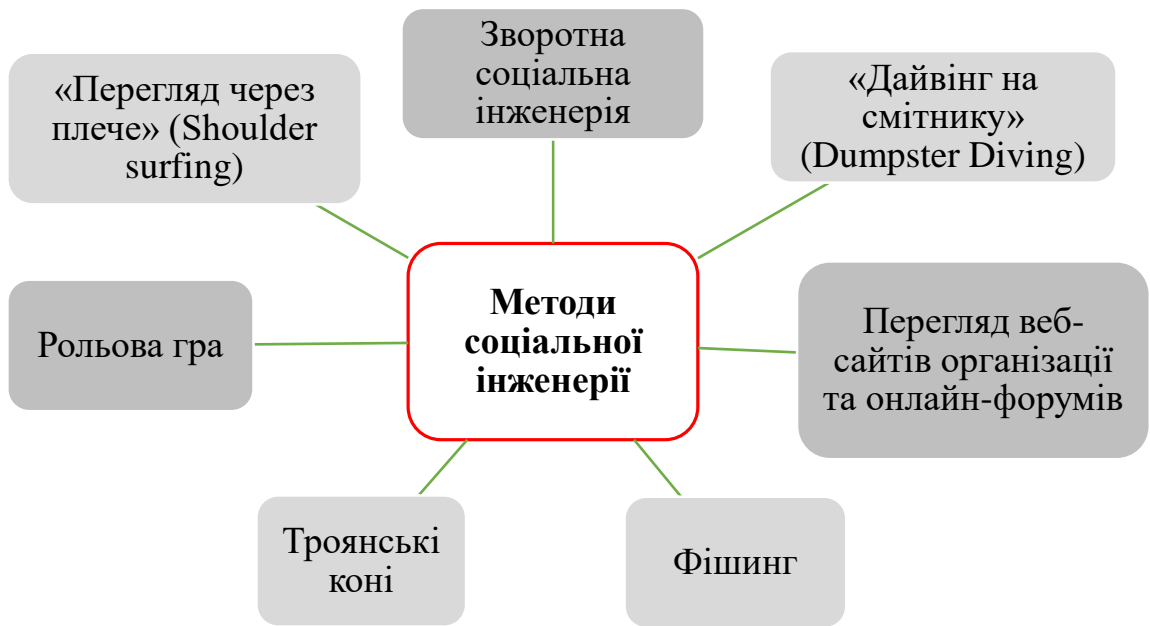 Зворотна
соціальна
інженерія
«Перегляд через
плече» (Shoulder
surfing)
«Дайвінг на
смітнику»
(Dumpster Diving)
Методи
соціальної
інженерії
Рольова гра
Перегляд веб-
сайтів організації
та онлайн-форумів
Троянські
коні
Фішинг